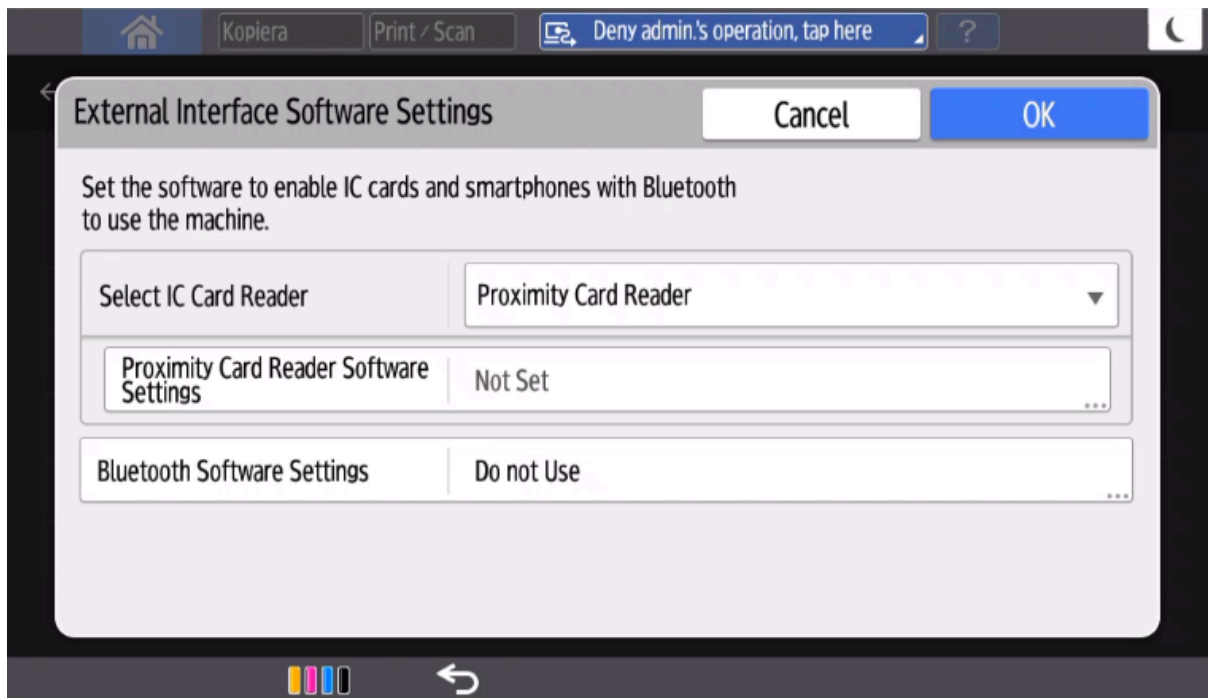 Kopiera
Print / Scan
Deny admin.'s operation, tap here
?
External Interface Software Settings
Cancel
OK
Set the software to enable IC cards and smartphones with Bluetooth
to use the machine.
Select IC Card Reader
Proximity Card Reader
Proximity Card Reader Software
Settings
Not Set
...
Bluetooth Software Settings
Do not Use
...